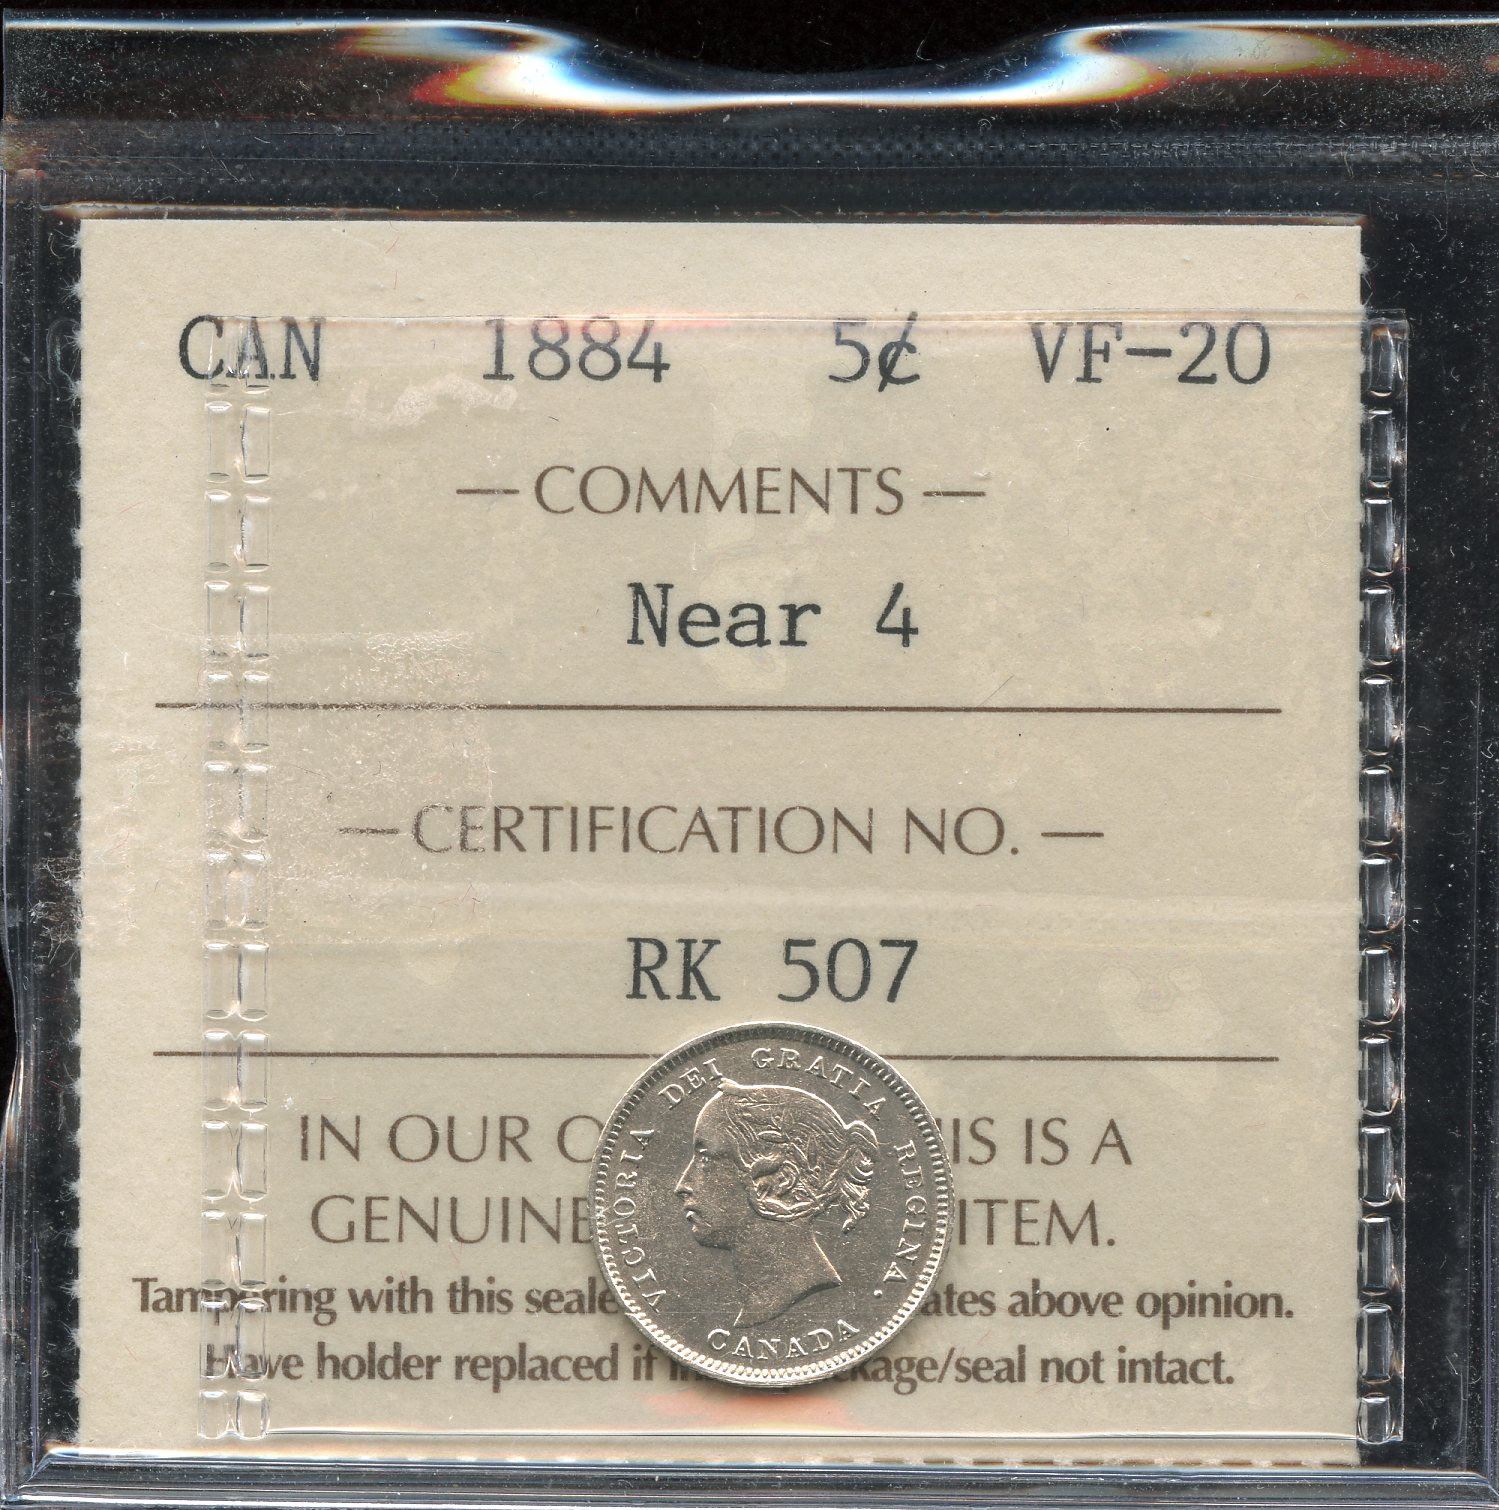 CAN 1884 5¢ VF-20
— COMMENTS —
Near 4
— CERTIFICATION NO. —
RK 507
IN OUR O IS IS A
GENUINE ITEM.
Tampering with this seale ates above opinion.
Have holder replaced if in kage/seal not intact.
VICTORIA DEI GRATIA REGINA.
CANADA